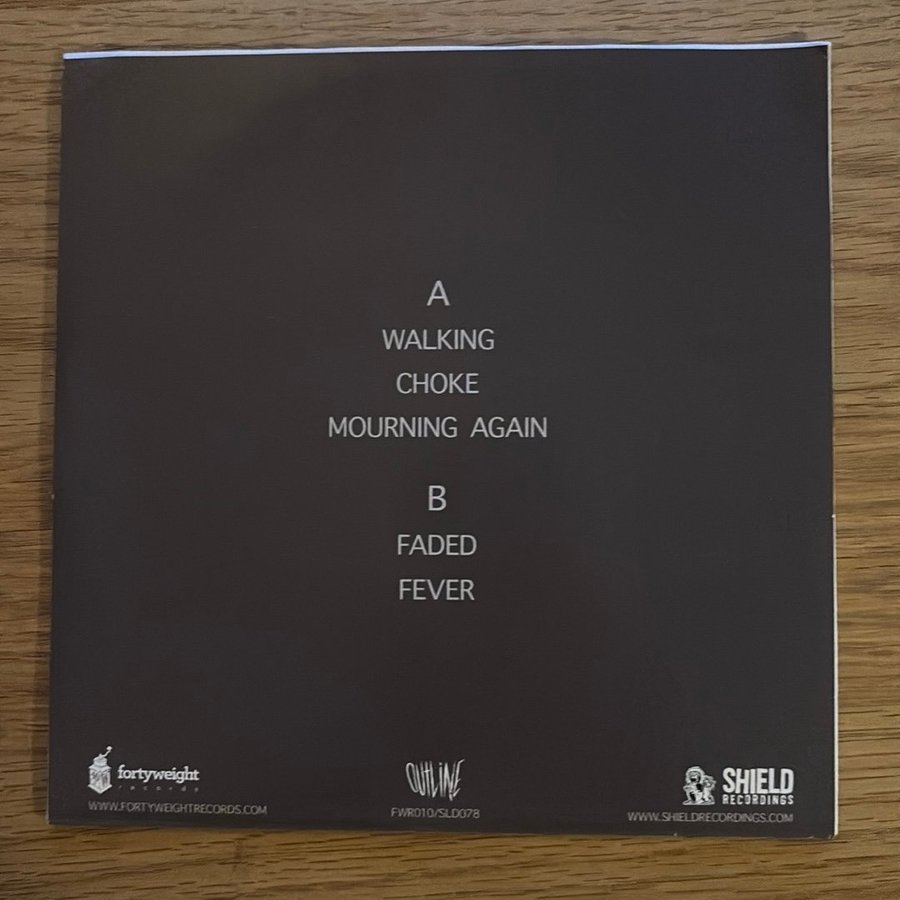 A
WALKING
CHOKE
MOURNING AGAIN
B
FADED
FEVER
fortyweight
records
WWW.FORTYWEIGHTRECORDS.COM
OUTLINE
FWR010/SLD078
SHIELD
RECORDINGS
WWW.SHIELDRECORDINGS.COM